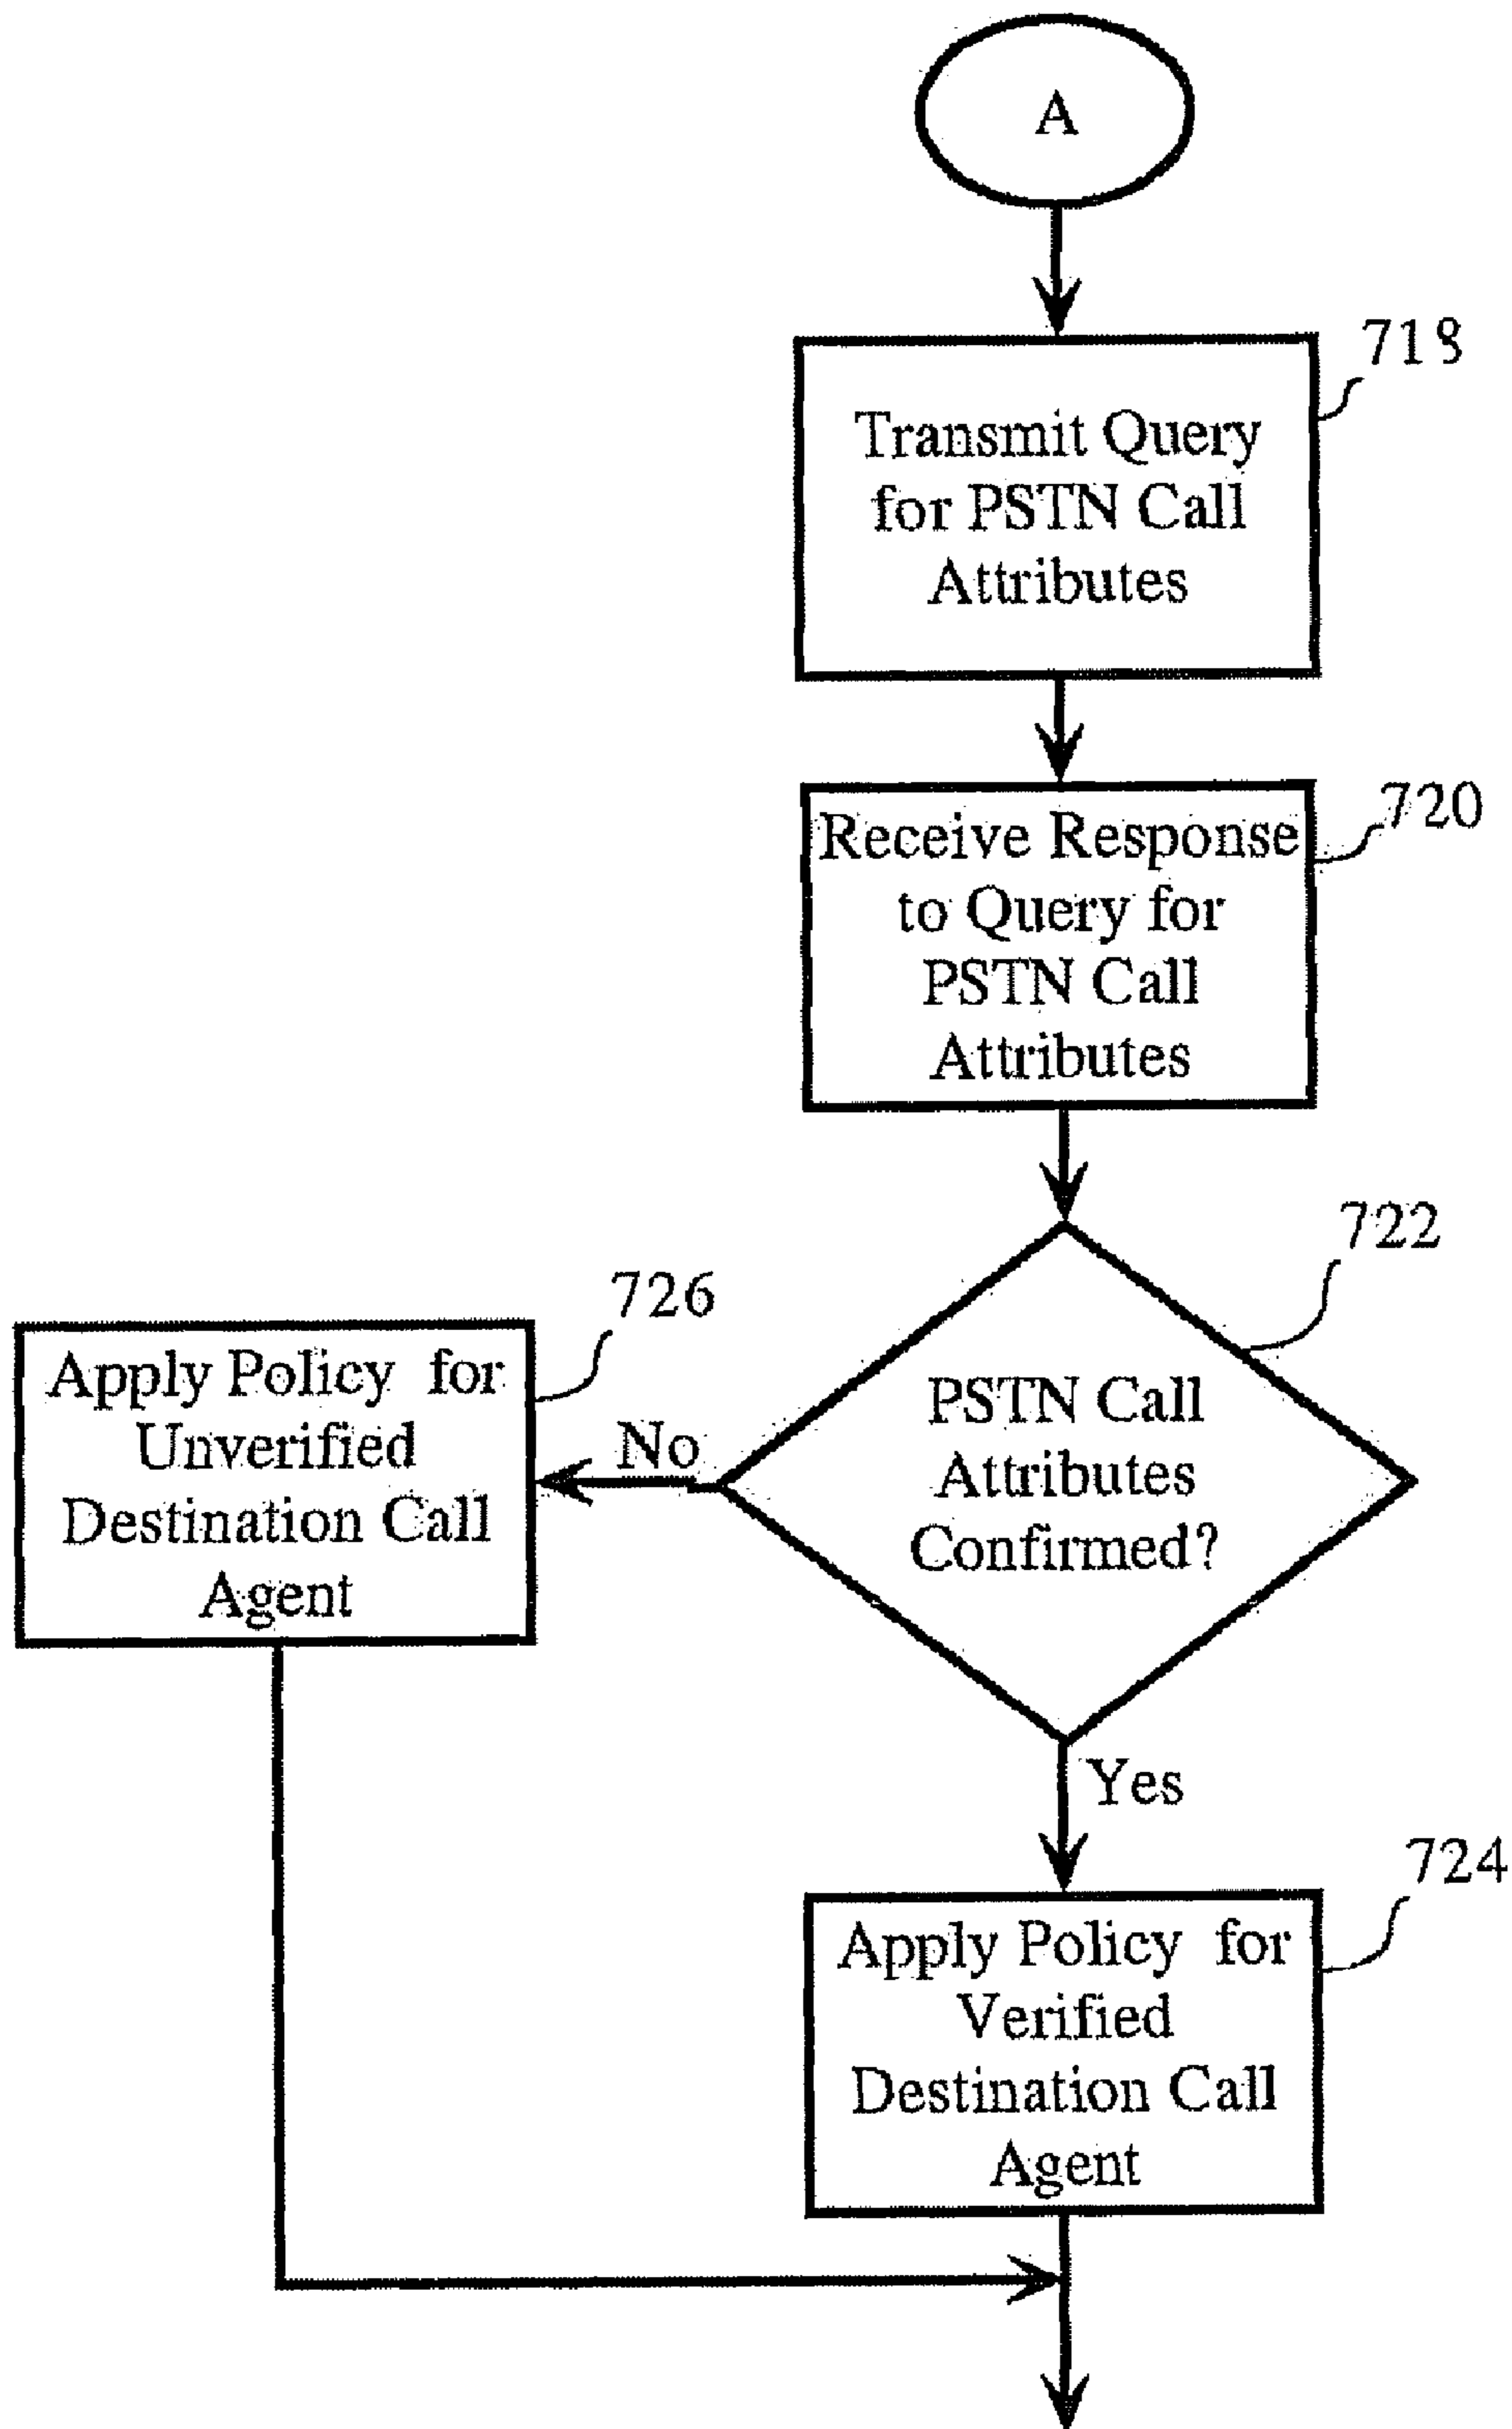 A
718
Transmit Query
for PSTN Call
Attributes
720
Receive Response
to Query for
PSTN Call
Attributes
722
PSTN Call
Attributes
Confirmed?
726
Apply Policy for
Unverified
Destination Call
Agent
No
Yes
724
Apply Policy for
Verified
Destination Call
Agent